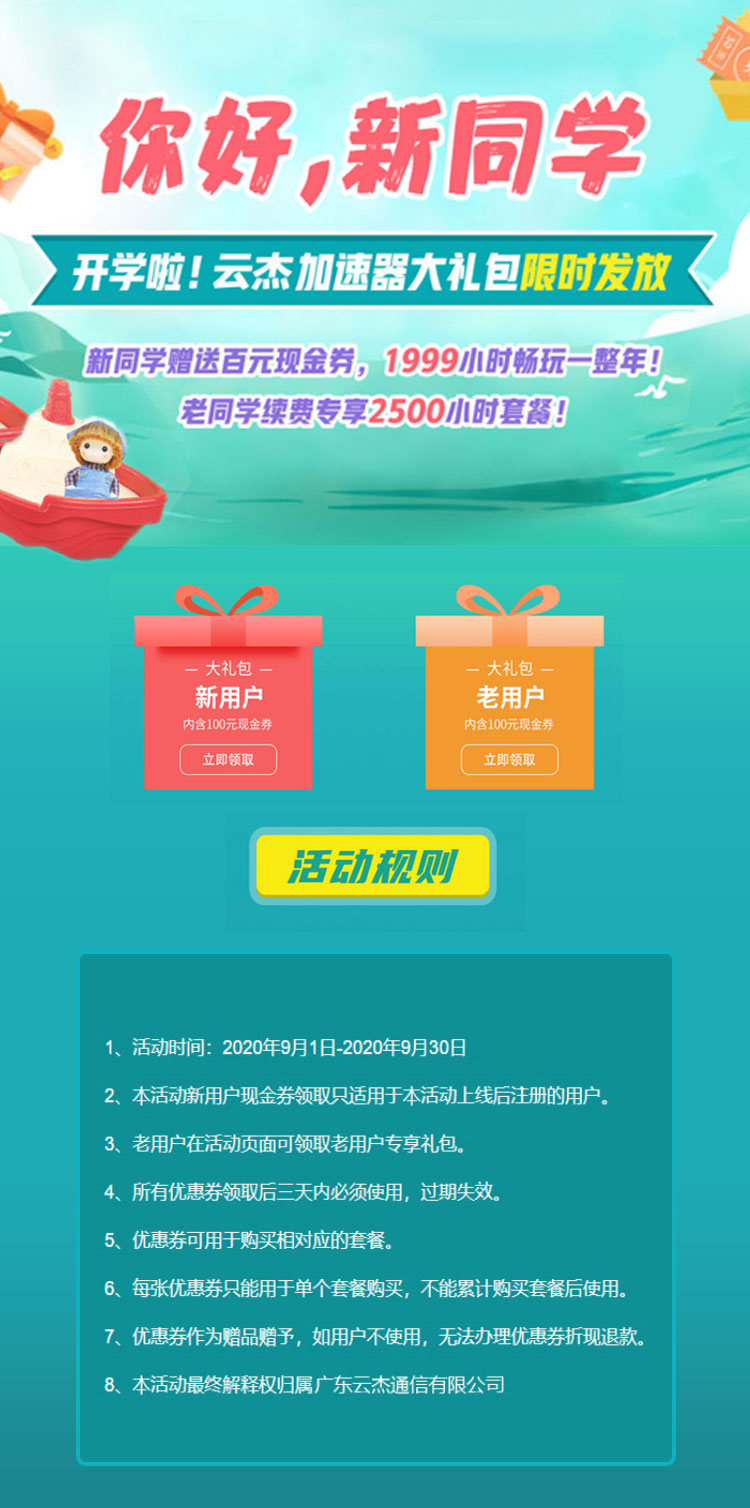 你好,新同学
开学啦!云杰加速器大礼包限时发放
新同学赠送百元现金券，1999小时畅玩一整年!
老同学续费专享2500小时套餐!
— 大礼包 —
新用户
内含100元现金券
立即领取
— 大礼包 —
老用户
内含100元现金券
立即领取
活动规则
1、活动时间：2020年9月1日-2020年9月30日
2、本活动新用户现金券领取只适用于本活动上线后注册的用户。
3、老用户在活动页面可领取老用户专享礼包。
4、所有优惠券领取后三天内必须使用，过期失效。
5、优惠券可用于购买相对应的套餐。
6、每张优惠券只能用于单个套餐购买，不能累计购买套餐后使用。
7、优惠券作为赠品赠予，如用户不使用，无法办理优惠券折现退款。
8、本活动最终解释权归属广东云杰通信有限公司